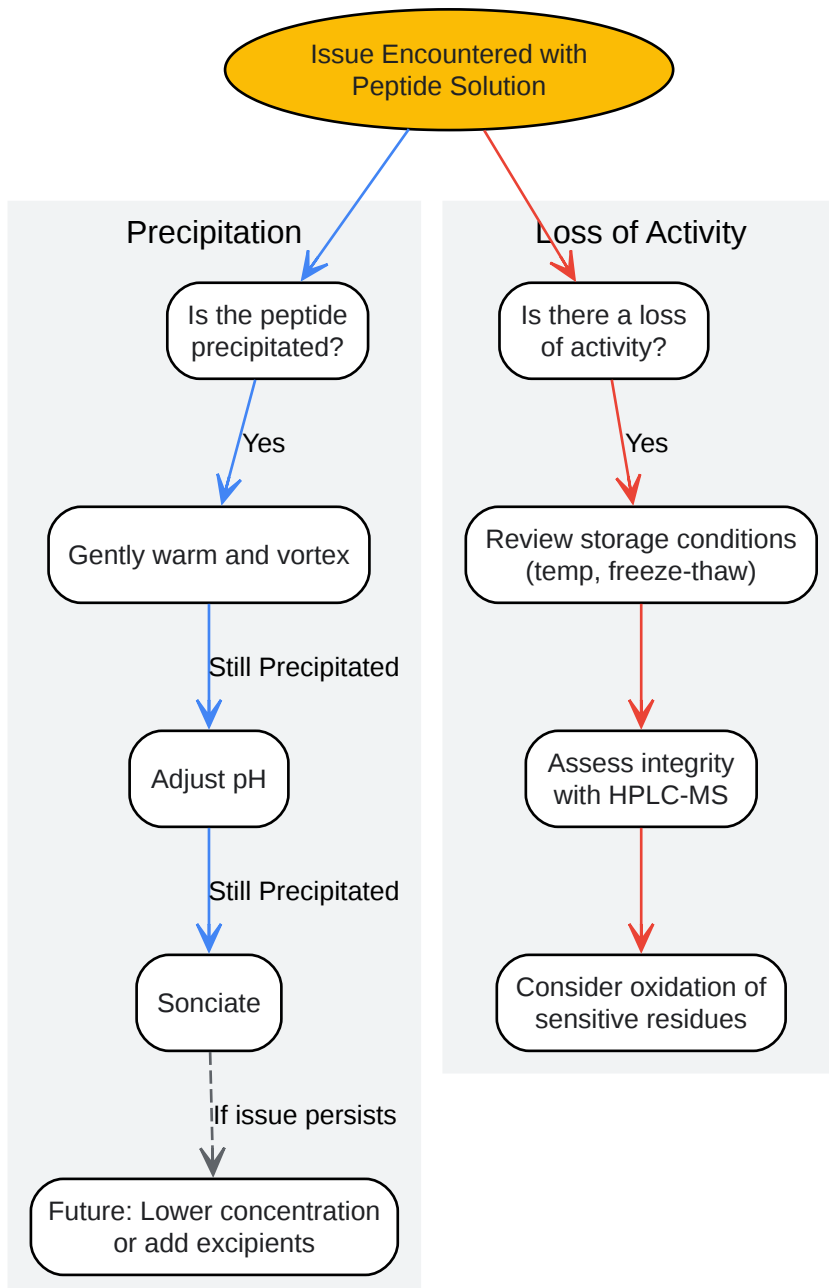 Issue Encountered with
Peptide Solution
Precipitation
Is the peptide
precipitated?
Yes
Gently warm and vortex
Still Precipitated
Adjust pH
Still Precipitated
Sonciate
If issue persists
Future: Lower concentration
or add excipients
Loss of Activity
Is there a loss
of activity?
Yes
Review storage conditions
(temp, freeze-thaw)
Assess integrity
with HPLC-MS
Consider oxidation of
sensitive residues